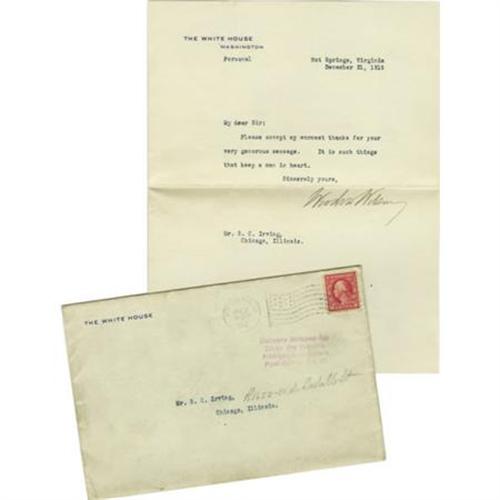 THE WHITE HOUSE
WASHINGTON
Personal
Hot Springs, Virginia
December 21, 1915
My dear Sir:
Please accept my warmest thanks for your
very generous message. It is such things
that keep a man in heart.
Sincerely yours,
Woodrow Wilson
Mr. S. C. Irving,
Chicago, Illinois.
THE WHITE HOUSE
Mr. S. C. Irving,
Chicago, Illinois.